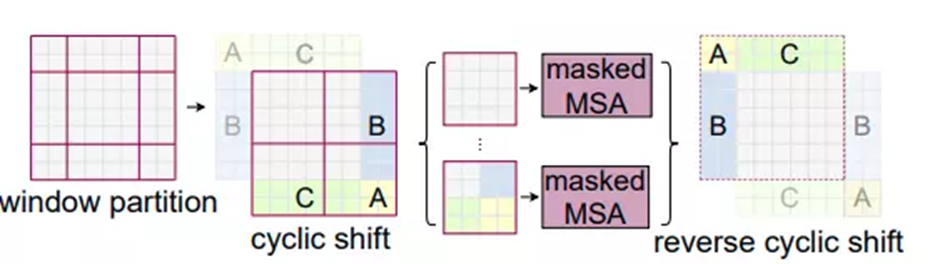 A C
B
B
C A
window partition
cyclic shift
masked
MSA
...
masked
MSA
A C
B
B
C A
reverse cyclic shift